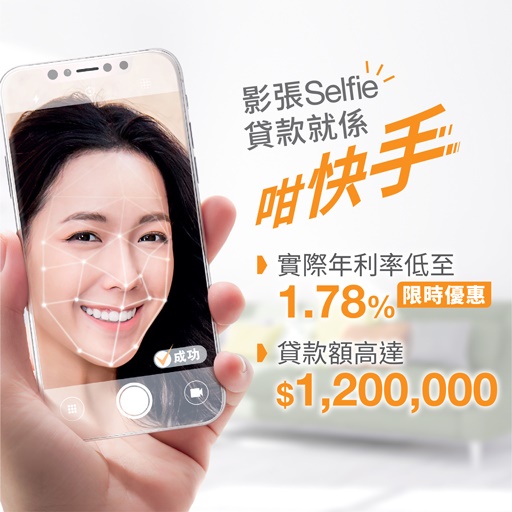 影張Selfie
貸款就係
咁快手
實際年利率低至
1.78% 限時優惠
貸款額高達
$1,200,000
成功